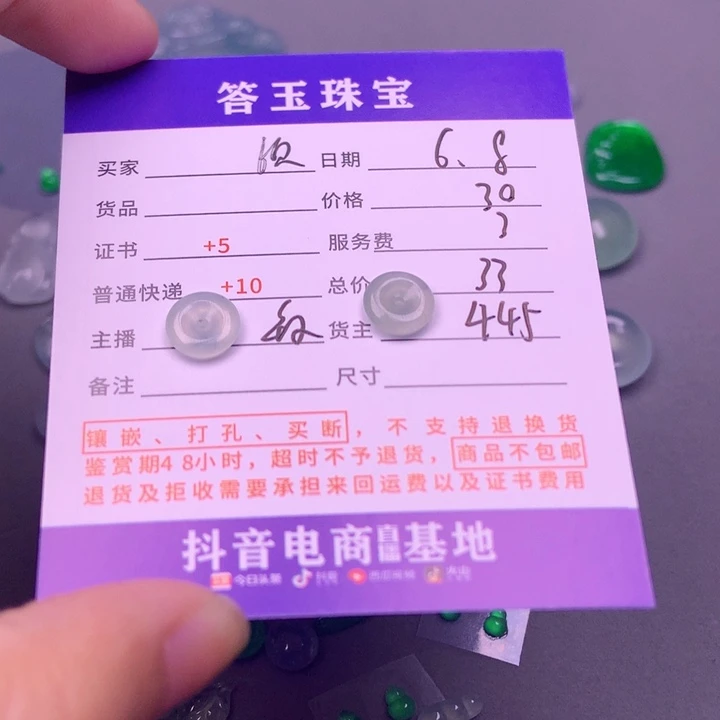 答玉珠宝
买家 日期 6、8
货品 价格 30
证书 +5 服务费 3
普通快递 +10 总价 33
主播 货主 445
备注 尺寸
镶嵌、打孔、买断，不支持退换货
鉴赏期48小时，超时不予退货，商品不包邮
退货及拒收需要承担来回运费以及证书费用
抖音电商直播基地
今日头条 抖音 西瓜视频